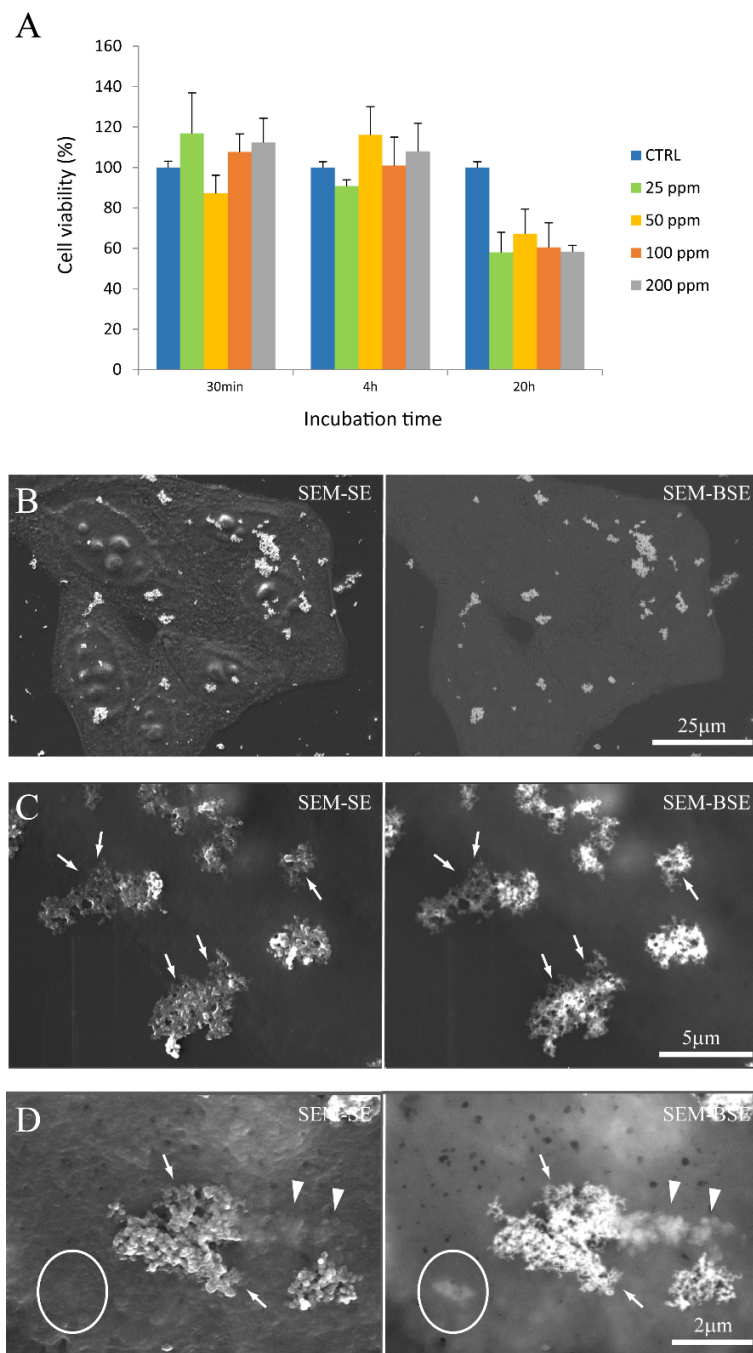 A
160
140
120
100
80
60
40
20
0
Cell viability (%)
30min 4h 20h
Incubation time
CTRL
25 ppm
50 ppm
100 ppm
200 ppm
B SEM-SE SEM-BSE
25μm
C SEM-SE SEM-BSE
5μm
D SEM-SE SEM-BSE
2μm